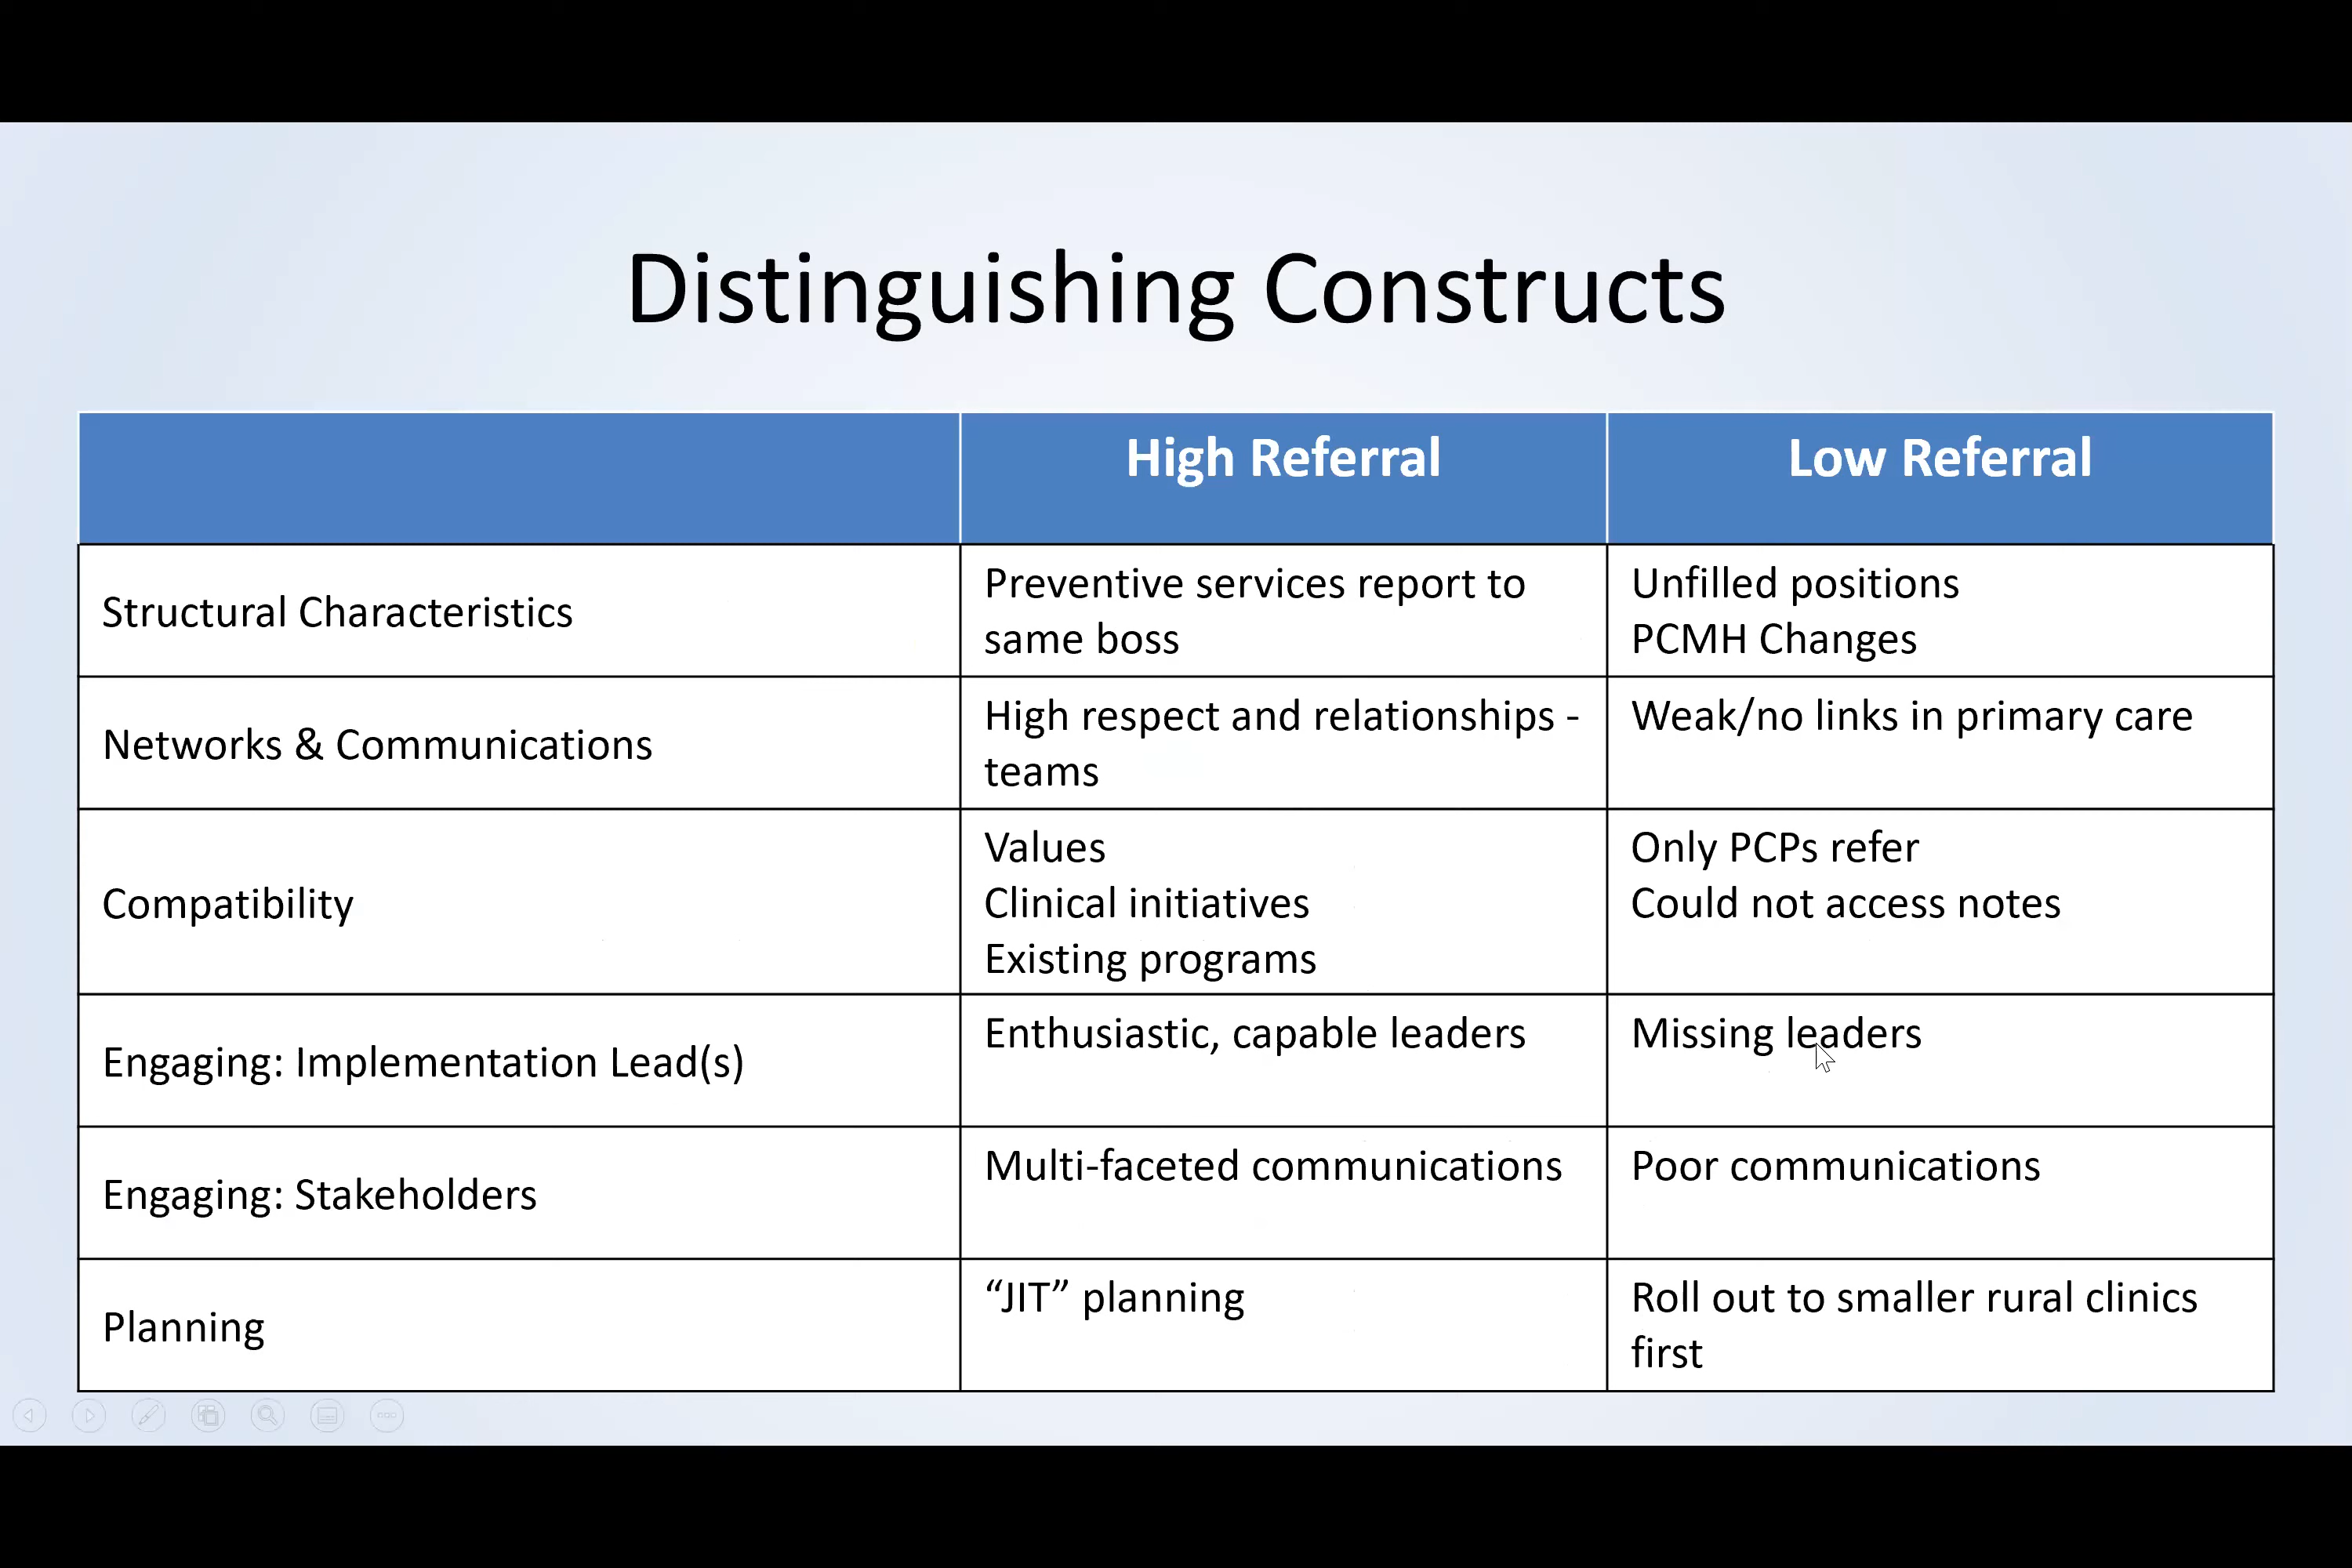 Distinguishing Constructs
High Referral
Low Referral
Structural Characteristics
Preventive services report to
same boss
Unfilled positions
PCMH Changes
Networks & Communications
High respect and relationships -
teams
Weak/no links in primary care
Compatibility
Values
Clinical initiatives
Existing programs
Only PCPs refer
Could not access notes
Engaging: Implementation Lead(s)
Enthusiastic, capable leaders
Missing leaders
Engaging: Stakeholders
Multi-faceted communications
Poor communications
Planning
“JIT” planning
Roll out to smaller rural clinics
first